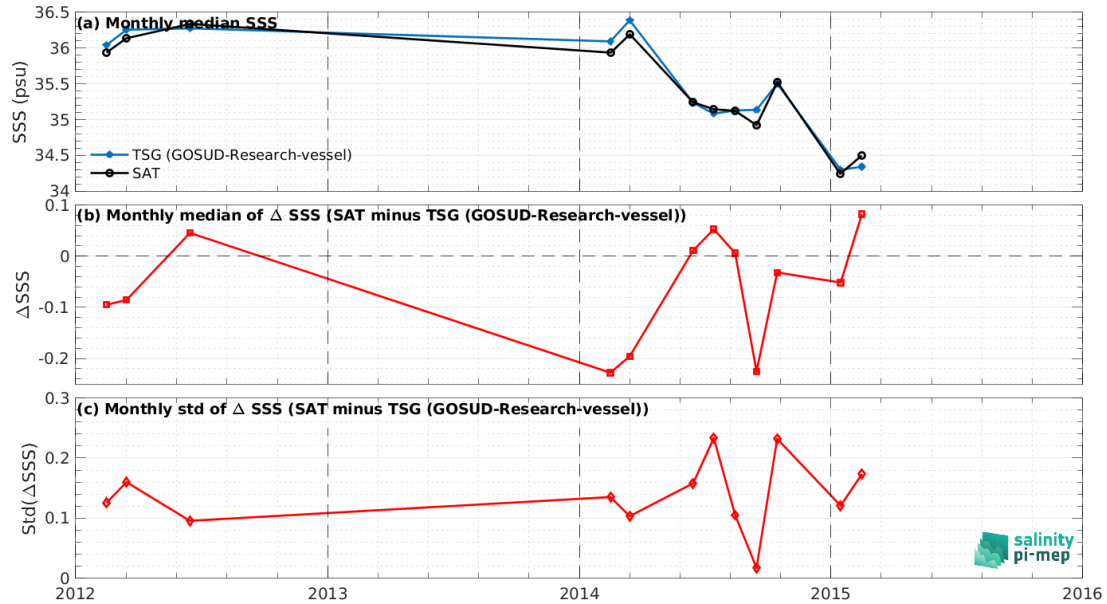 36.5
(a) Monthly median SSS
36
35.5
35
34.5
34
SSS (psu)
TSG (GOSUD-Research-vessel)
SAT
0.1
(b) Monthly median of Δ SSS (SAT minus TSG (GOSUD-Research-vessel))
0
-0.1
-0.2
ΔSSS
0.3
(c) Monthly std of Δ SSS (SAT minus TSG (GOSUD-Research-vessel))
0.2
0.1
0
Std(ΔSSS)
salinity
pi-mep
2012
2013
2014
2015
2016